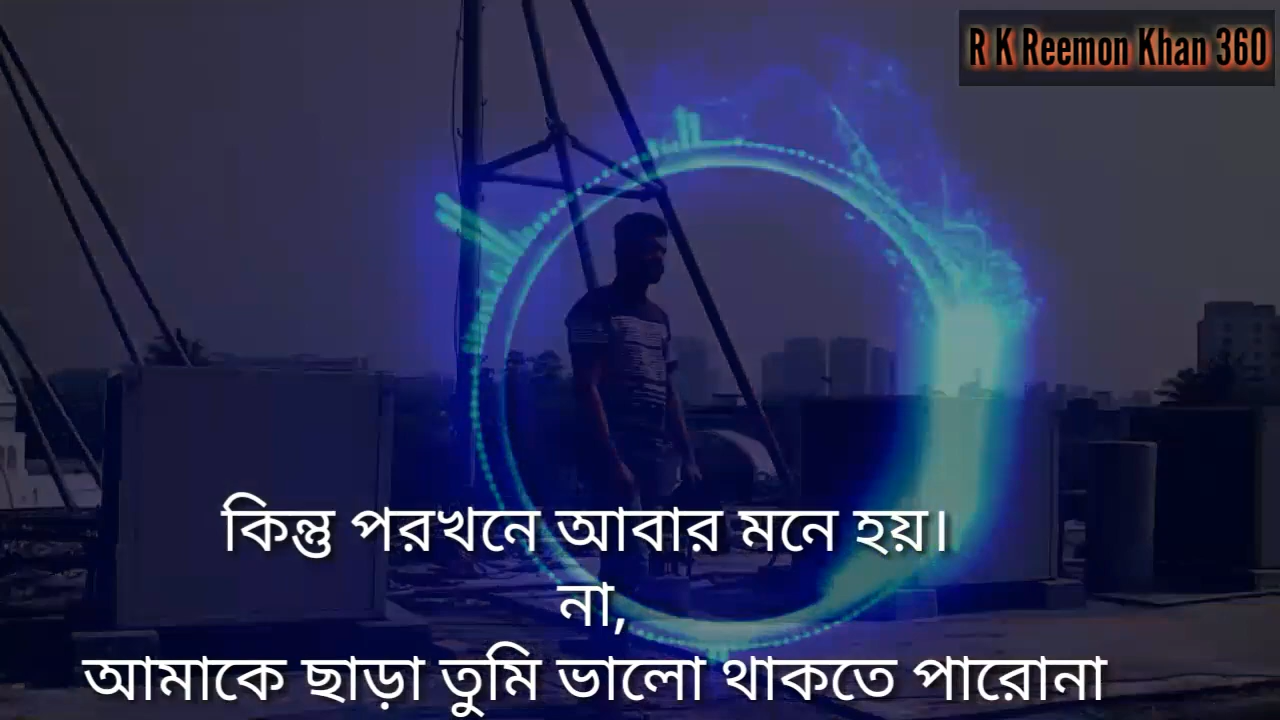 R K Reemon Khan 360
কিন্তু পরখনে আবার মনে হয়।
না,
আমাকে ছাড়া তুমি ভালো থাকতে পারোনা